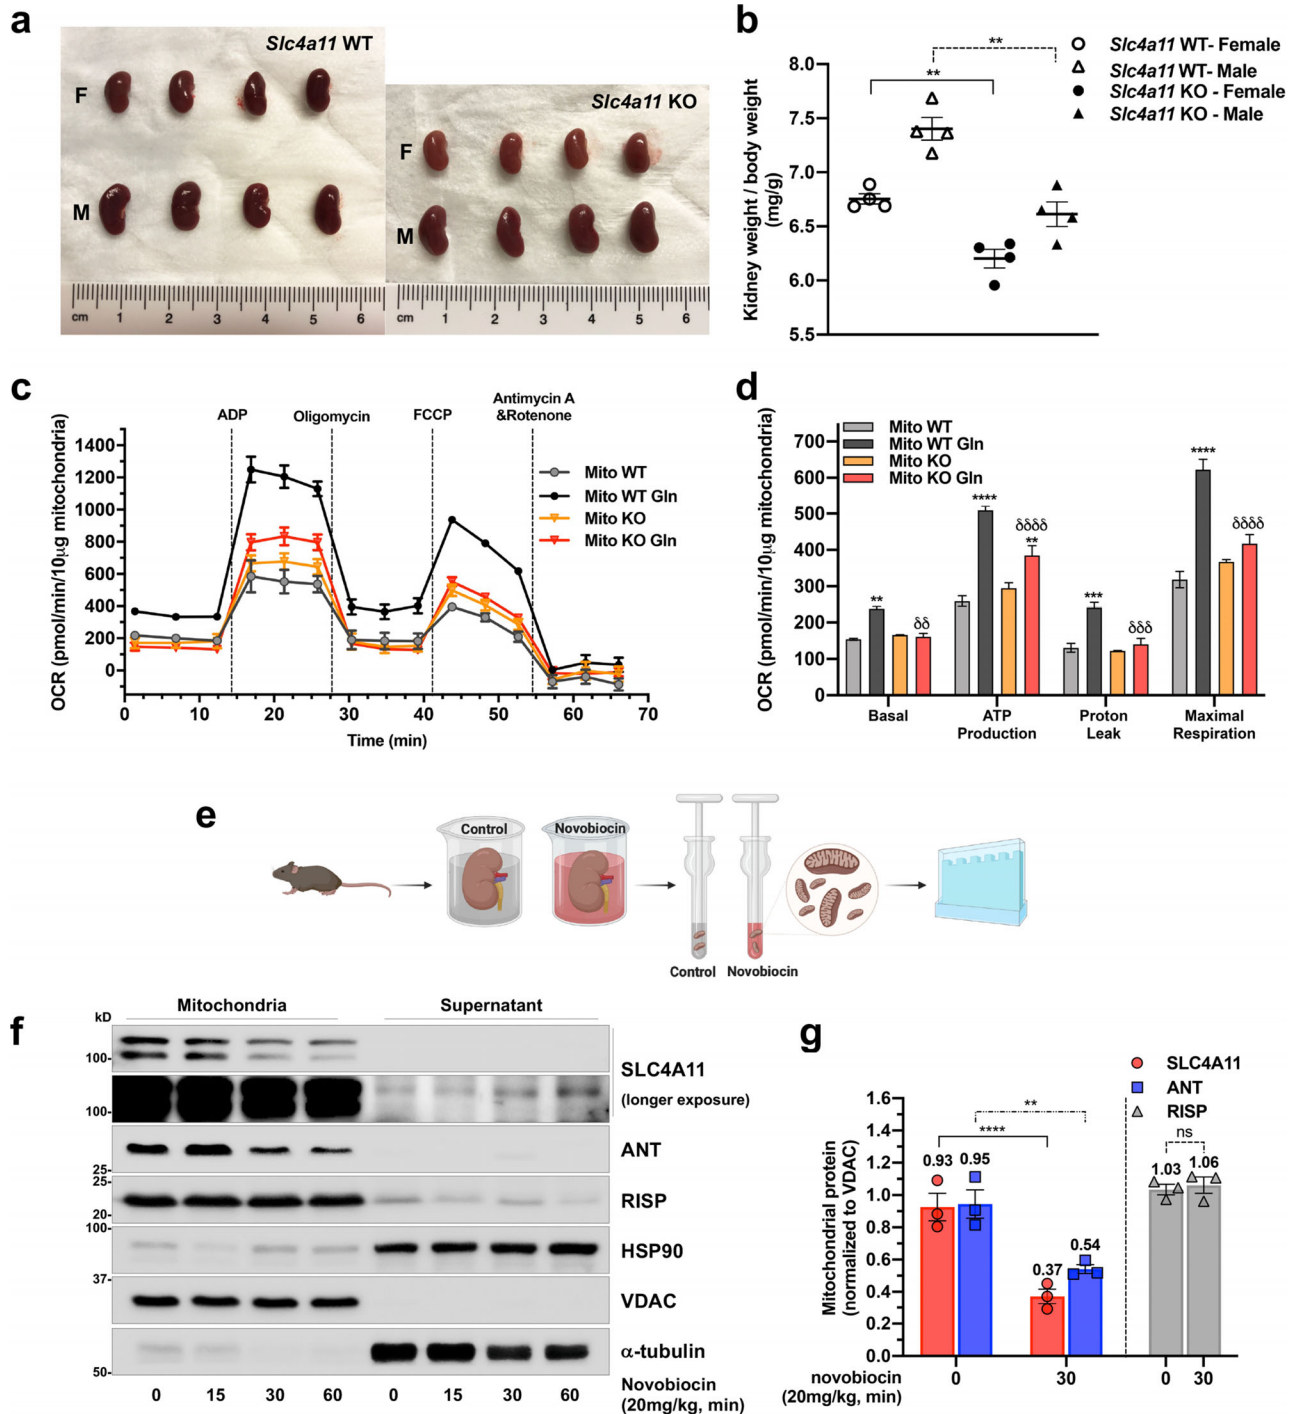 a
Slc4a11 WT
F
M
cm 1 2 3 4 5 6
Slc4a11 KO
F
M
cm 1 2 3 4 5 6
b
Kidney weight / body weight
(mg/g)
8.0
7.5
7.0
6.5
6.0
5.5
**
**
Slc4a11 WT- Female
Slc4a11 WT- Male
Slc4a11 KO - Female
Slc4a11 KO - Male
c
OCR (pmol/min/10µg mitochondria)
1400
1200
1000
800
600
400
200
0
ADP
Oligomycin
FCCP
Antimycin A
&Rotenone
Mito WT
Mito WT Gln
Mito KO
Mito KO Gln
0 10 20 30 40 50 60 70
Time (min)
d
OCR (pmol/min/10µg mitochondria)
700
600
500
400
300
200
100
0
Mito WT
Mito WT Gln
Mito KO
Mito KO Gln
**
δδ
****
δδδδ
**
***
δδδ
****
δδδδ
Basal
ATP
Production
Proton
Leak
Maximal
Respiration
e
Control
Novobiocin
Control
Novobiocin
f
Mitochondria
Supernatant
kD
100-
SLC4A11
100-
(longer exposure)
ANT
25-
25-
RISP
20-
100-
HSP90
37-
VDAC
α-tubulin
50-
0 15 30 60 0 15 30 60
Novobiocin
(20mg/kg, min)
g
SLC4A11
ANT
RISP
Mitochondrial protein
(normalized to VDAC)
1.6
1.4
1.2
1.0
0.8
0.6
0.4
0.2
0.0
**
****
ns
0.93
0.95
0.37
0.54
1.03
1.06
novobiocin
(20mg/kg, min)
0 30 0 30